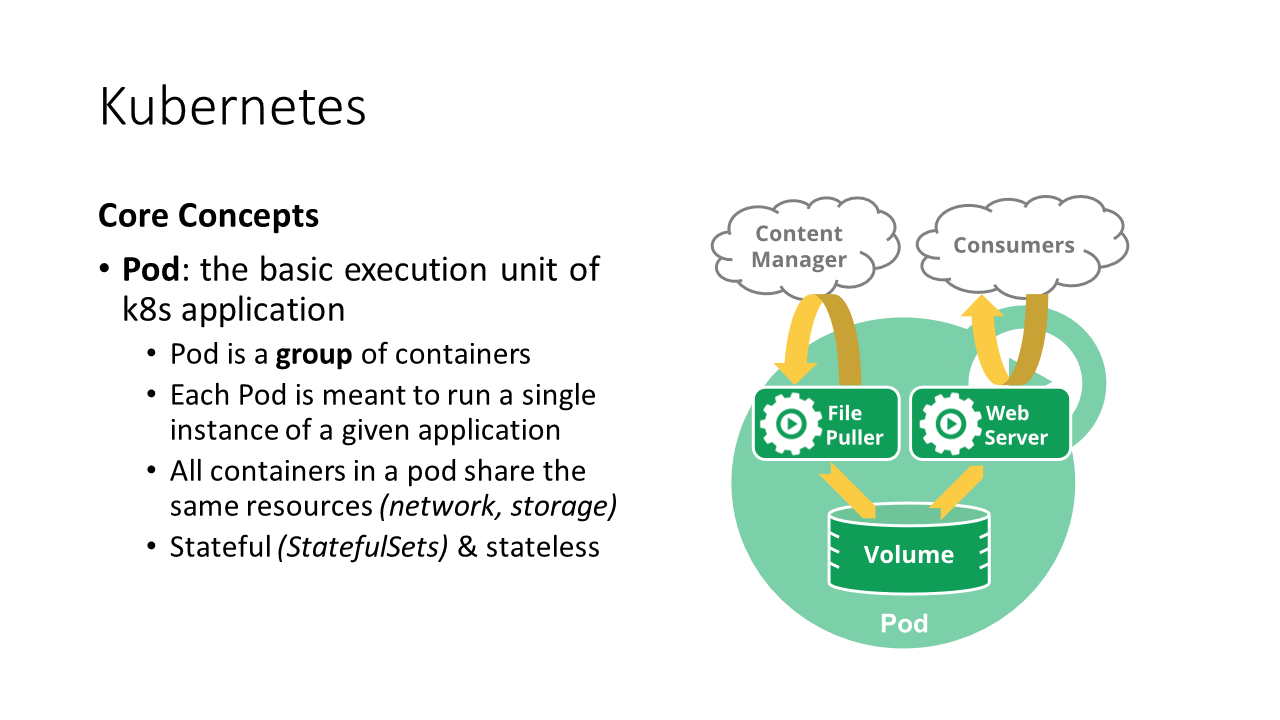 Kubernetes
Core Concepts
• Pod: the basic execution unit of
k8s application
• Pod is a group of containers
• Each Pod is meant to run a single
instance of a given application
• All containers in a pod share the
same resources (network, storage)
• Stateful (StatefulSets) & stateless
Content
Manager
Consumers
File
Puller
Web
Server
Volume
Pod